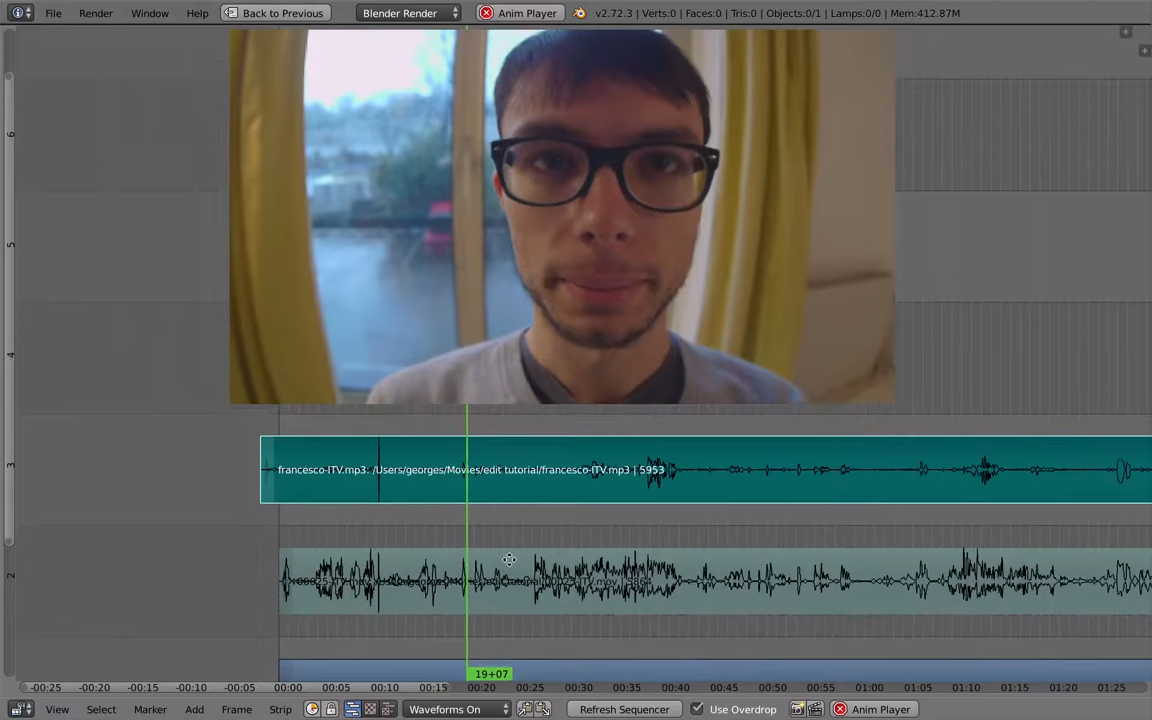 File Render Window Help Back to Previous Blender Render Anim Player v2.72.3 | Verts:0 | Faces:0 | Tris:0 | Objects:0/1 | Lamps:0/0 | Mem:412.87M
6
5
4
3
francesco-ITV.mp3: /Users/georges/Movies/edit tutorial/francesco-ITV.mp3 | 5953
2
19+07
-00:25 -00:20 -00:15 -00:10 -00:05 00:00 00:05 00:10 00:15 00:20 00:25 00:30 00:35 00:40 00:45 00:50 00:55 01:00 01:05 01:10 01:15 01:20 01:25
View Select Marker Add Frame Strip Waveforms On Refresh Sequencer Use Overdrop Anim Player